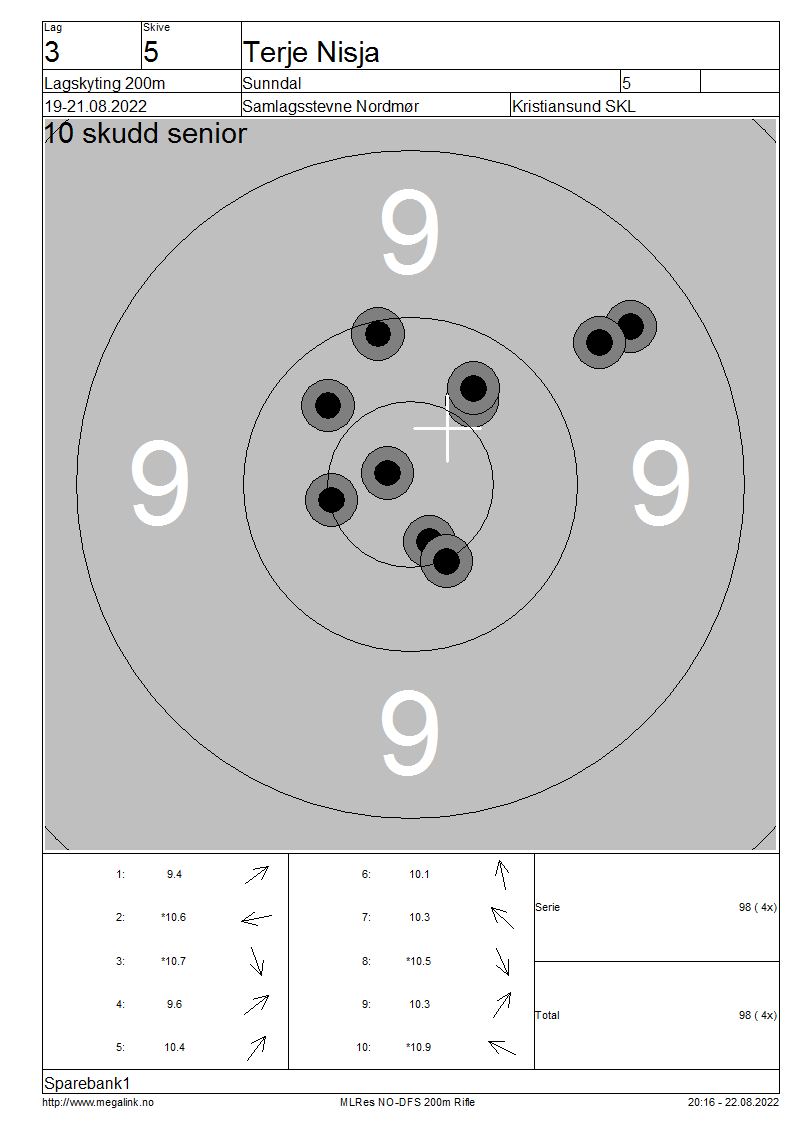 Lag Skive
3 5 Terje Nisja
Lagskyting 200m Sunndal 5
19-21.08.2022 Samlagsstevne Nordmør Kristiansund SKL
10 skudd senior
9
9 9
9
1: 9.4 6: 10.1
2: *10.6 7: 10.3
Serie 98 ( 4x)
3: *10.7 8: *10.5
4: 9.6 9: 10.3
Total 98 ( 4x)
5: 10.4 10: *10.9
Sparebank1
http://www.megalink.no MLRes NO-DFS 200m Rifle 20:16 - 22.08.2022